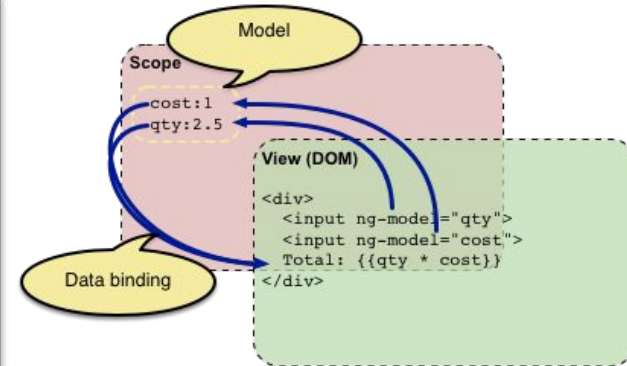 Model
Scope
cost:1
qty:2.5
View (DOM)
<div>
<input ng-model="qty">
<input ng-model="cost">
Total: {{qty * cost}}
</div>
Data binding